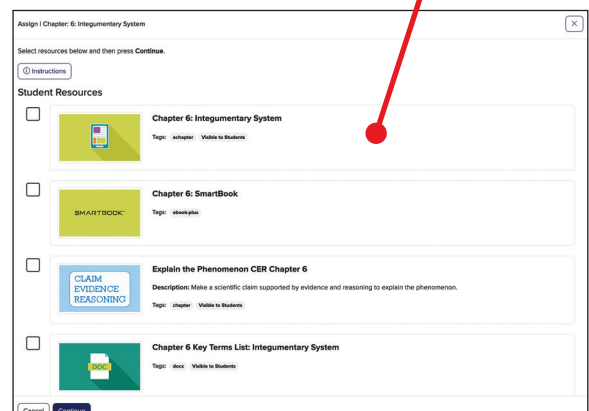 Assign | Chapter: 6: Integumentary System
Select resources below and then press Continue.
Instructions
Student Resources
Chapter 6: Integumentary System
Tags: echapter Visible to Students
SMARTBOOK
Chapter 6: SmartBook
Tags: ebook-plus
CLAIM
EVIDENCE
REASONING
Explain the Phenomenon CER Chapter 6
Description: Make a scientific claim supported by evidence and reasoning to explain the phenomenon.
Tags: chapter Visible to Students
DOC
Chapter 6 Key Terms List: Integumentary System
Tags: docx Visible to Students
Cancel Continue